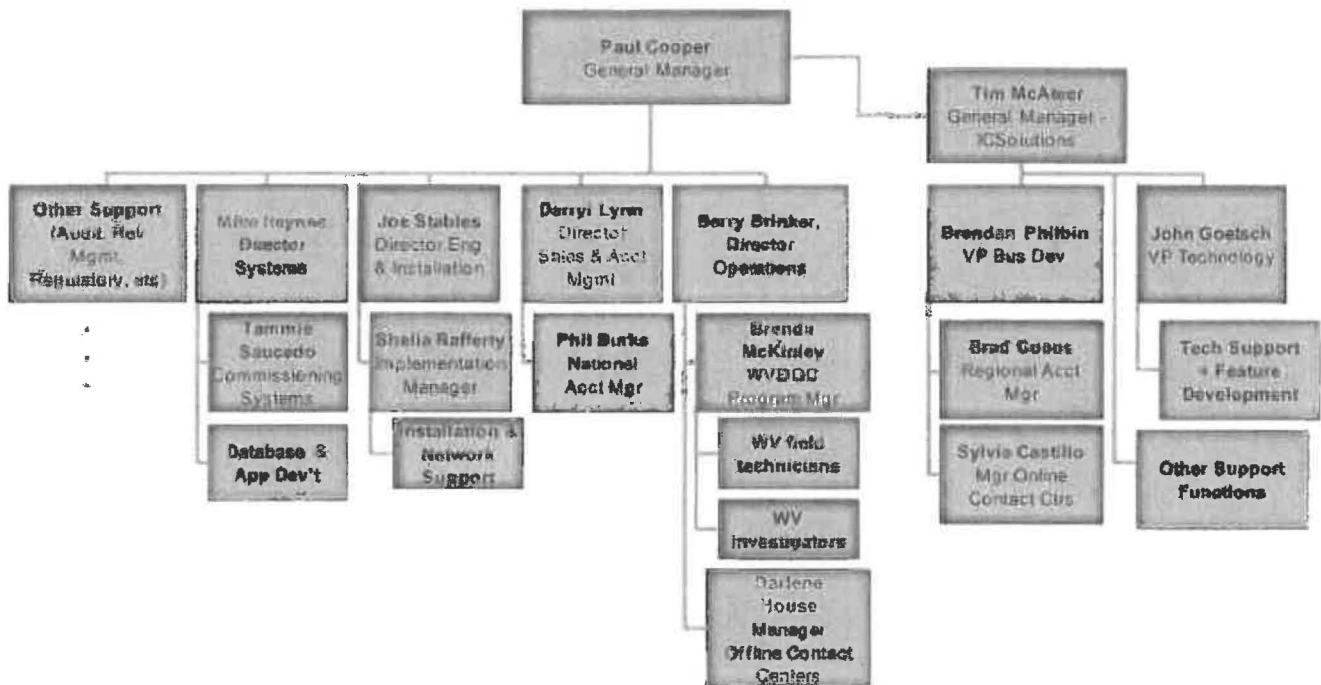 Paul Cooper
General Manager
Tim McAteer
General Manager -
ICSolutions
Other Support
(Audit, Rel
Mgmt,
Regulatory, etc)
Mike
Director
Systems
Joe Stables
Director Eng
& Installation
Darryl Lynn
Director
Sales & Acct
Mgmt
Barry Brinker,
Director
Operations
Brendan Philbin
VP Bus Dev
John Goetsch
VP Technology
Tammie
Saucedo
Commissioning
Systems
Shelia Rafferty
Implementation
Manager
Phil Burks
National
Acct Mgr
Brenda
McKinley
WVDOC
Program Mgr
Brad
Regional Acct
Mgr
Tech Support
+ Feature
Development
Database &
App Dev't
Installation &
Network
Support
WV field
technicians
Sylvia Castillo
Mgr Online
Contact Ctrs
Other Support
Functions
WV
Investigators
Darlene
House
Manager
Offline Contact
Centers